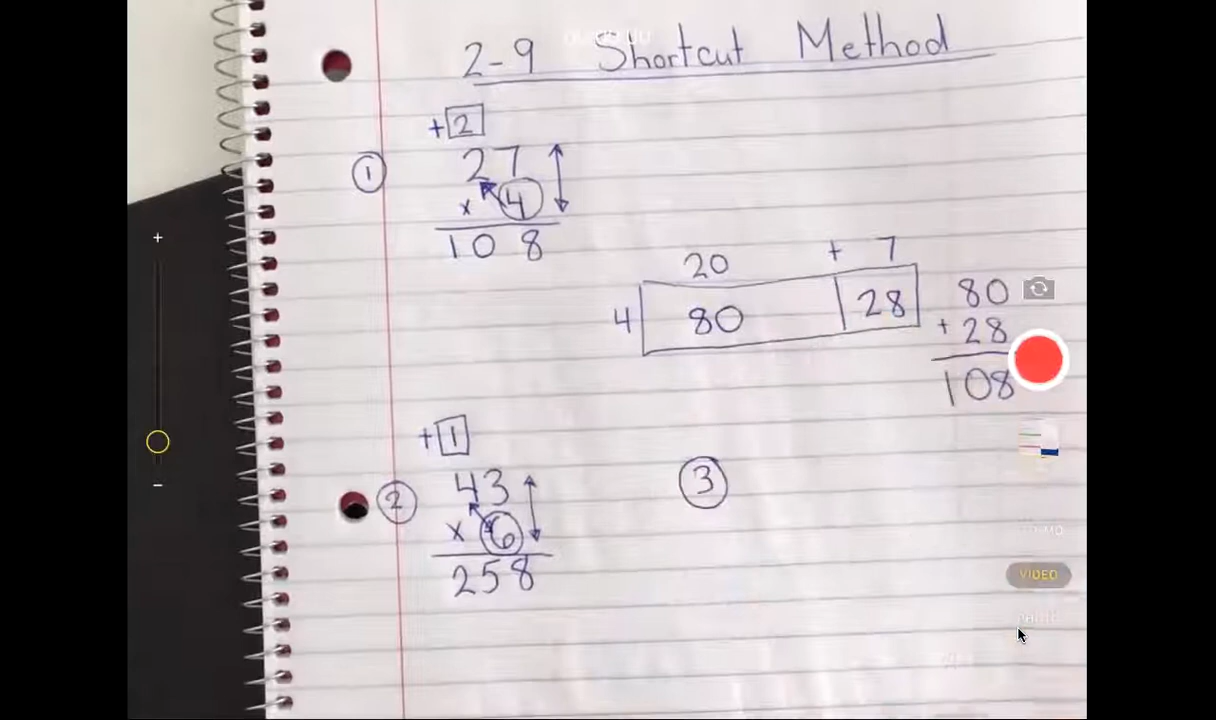 2-9 Shortcut Method
+ 2
1 27
x 4
108
20 + 7
4 80 28
80
+ 28
108
+ 1
2 43
x 6
258
3
VIDEO
PHOTO